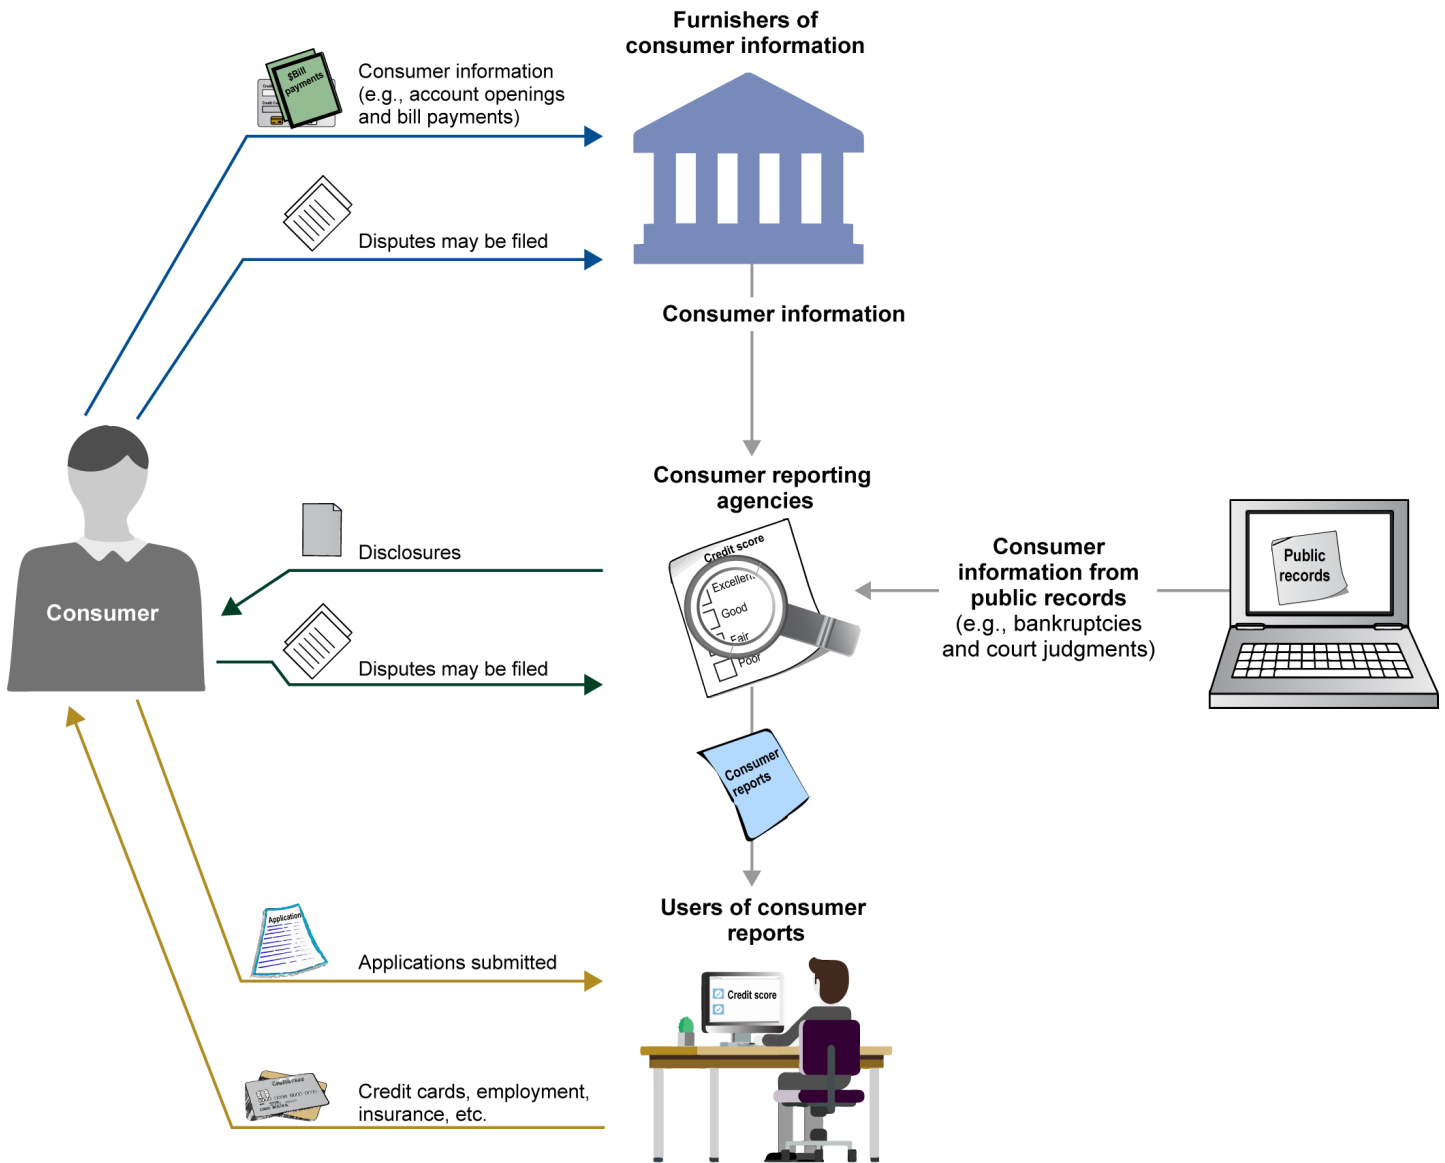 Furnishers of
consumer information
$Bill
payments
Consumer information
(e.g., account openings
and bill payments)
Disputes may be filed
Consumer information
Consumer reporting
agencies
Credit score
Excellent
Good
Fair
Poor
Consumer
information from
public records
(e.g., bankruptcies
and court judgments)
Public
records
Disclosures
Consumer
Disputes may be filed
Consumer
reports
Users of consumer
reports
Application
Applications submitted
Credit score
Credit cards, employment,
insurance, etc.